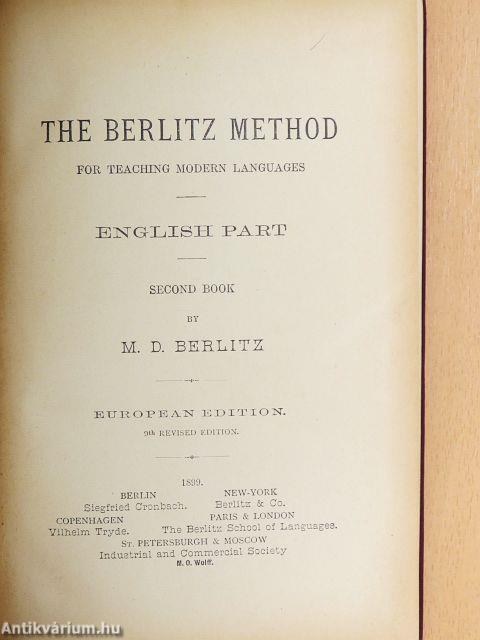 THE BERLITZ METHOD
FOR TEACHING MODERN LANGUAGES
ENGLISH PART
SECOND BOOK
BY
M. D. BERLITZ
EUROPEAN EDITION.
9th REVISED EDITION.
1899.
BERLIN NEW-YORK
Siegfried Cronbach. Berlitz & Co.
COPENHAGEN PARIS & LONDON
Vilhelm Tryde. The Berlitz School of Languages.
ST. PETERSBURGH & MOSCOW
Industrial and Commercial Society
M. O. Wolff.
Antikvárium.hu